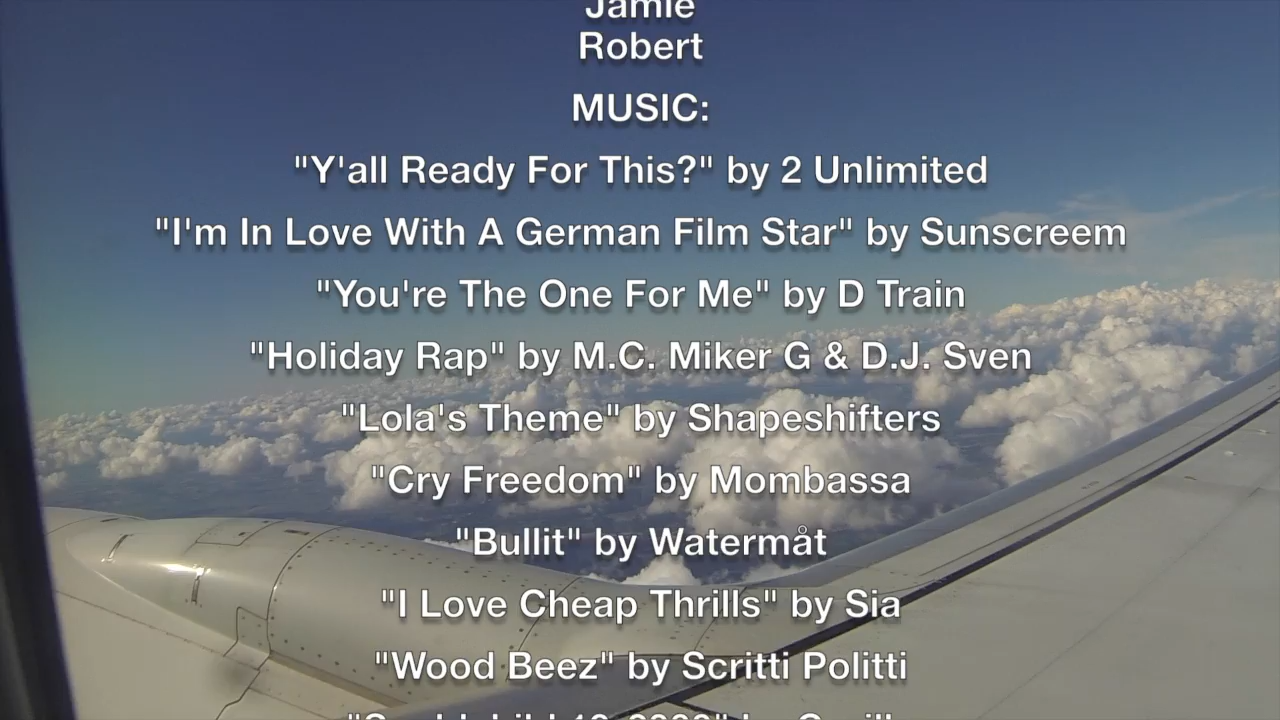 Jamie
Robert
MUSIC:
"Y'all Ready For This?" by 2 Unlimited
"I'm In Love With A German Film Star" by Sunscreem
"You're The One For Me" by D Train
"Holiday Rap" by M.C. Miker G & D.J. Sven
"Lola's Theme" by Shapeshifters
"Cry Freedom" by Mombassa
"Bullit" by Watermåt
"I Love Cheap Thrills" by Sia
"Wood Beez" by Scritti Politti